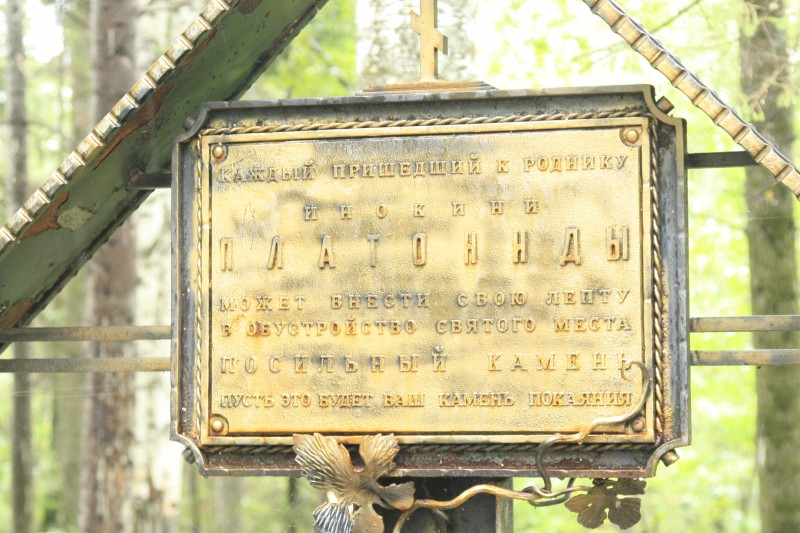 КАЖДЫЙ ПРИШЕДШИЙ К РОДНИКУ
ИНОКИНИ
ПЛАТОНИДЫ
МОЖЕТ ВНЕСТИ СВОЮ ЛЕПТУ
В ОБУСТРОЙСТВО СВЯТОГО МЕСТА
ПОСИЛЬНЫЙ КАМЕНЬ
ПУСТЬ ЭТО БУДЕТ ВАШ КАМЕНЬ ПОКАЯНИЯ